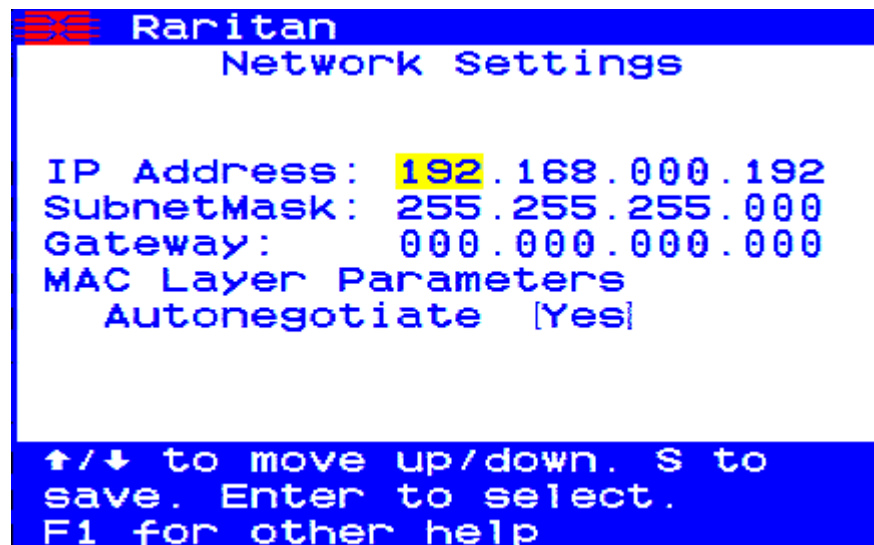 Raritan
Network Settings
IP Address: 192.168.000.192
SubnetMask: 255.255.255.000
Gateway: 000.000.000.000
MAC Layer Parameters
Autonegotiate [Yes]
↑/↓ to move up/down. S to
save. Enter to select.
F1 for other help